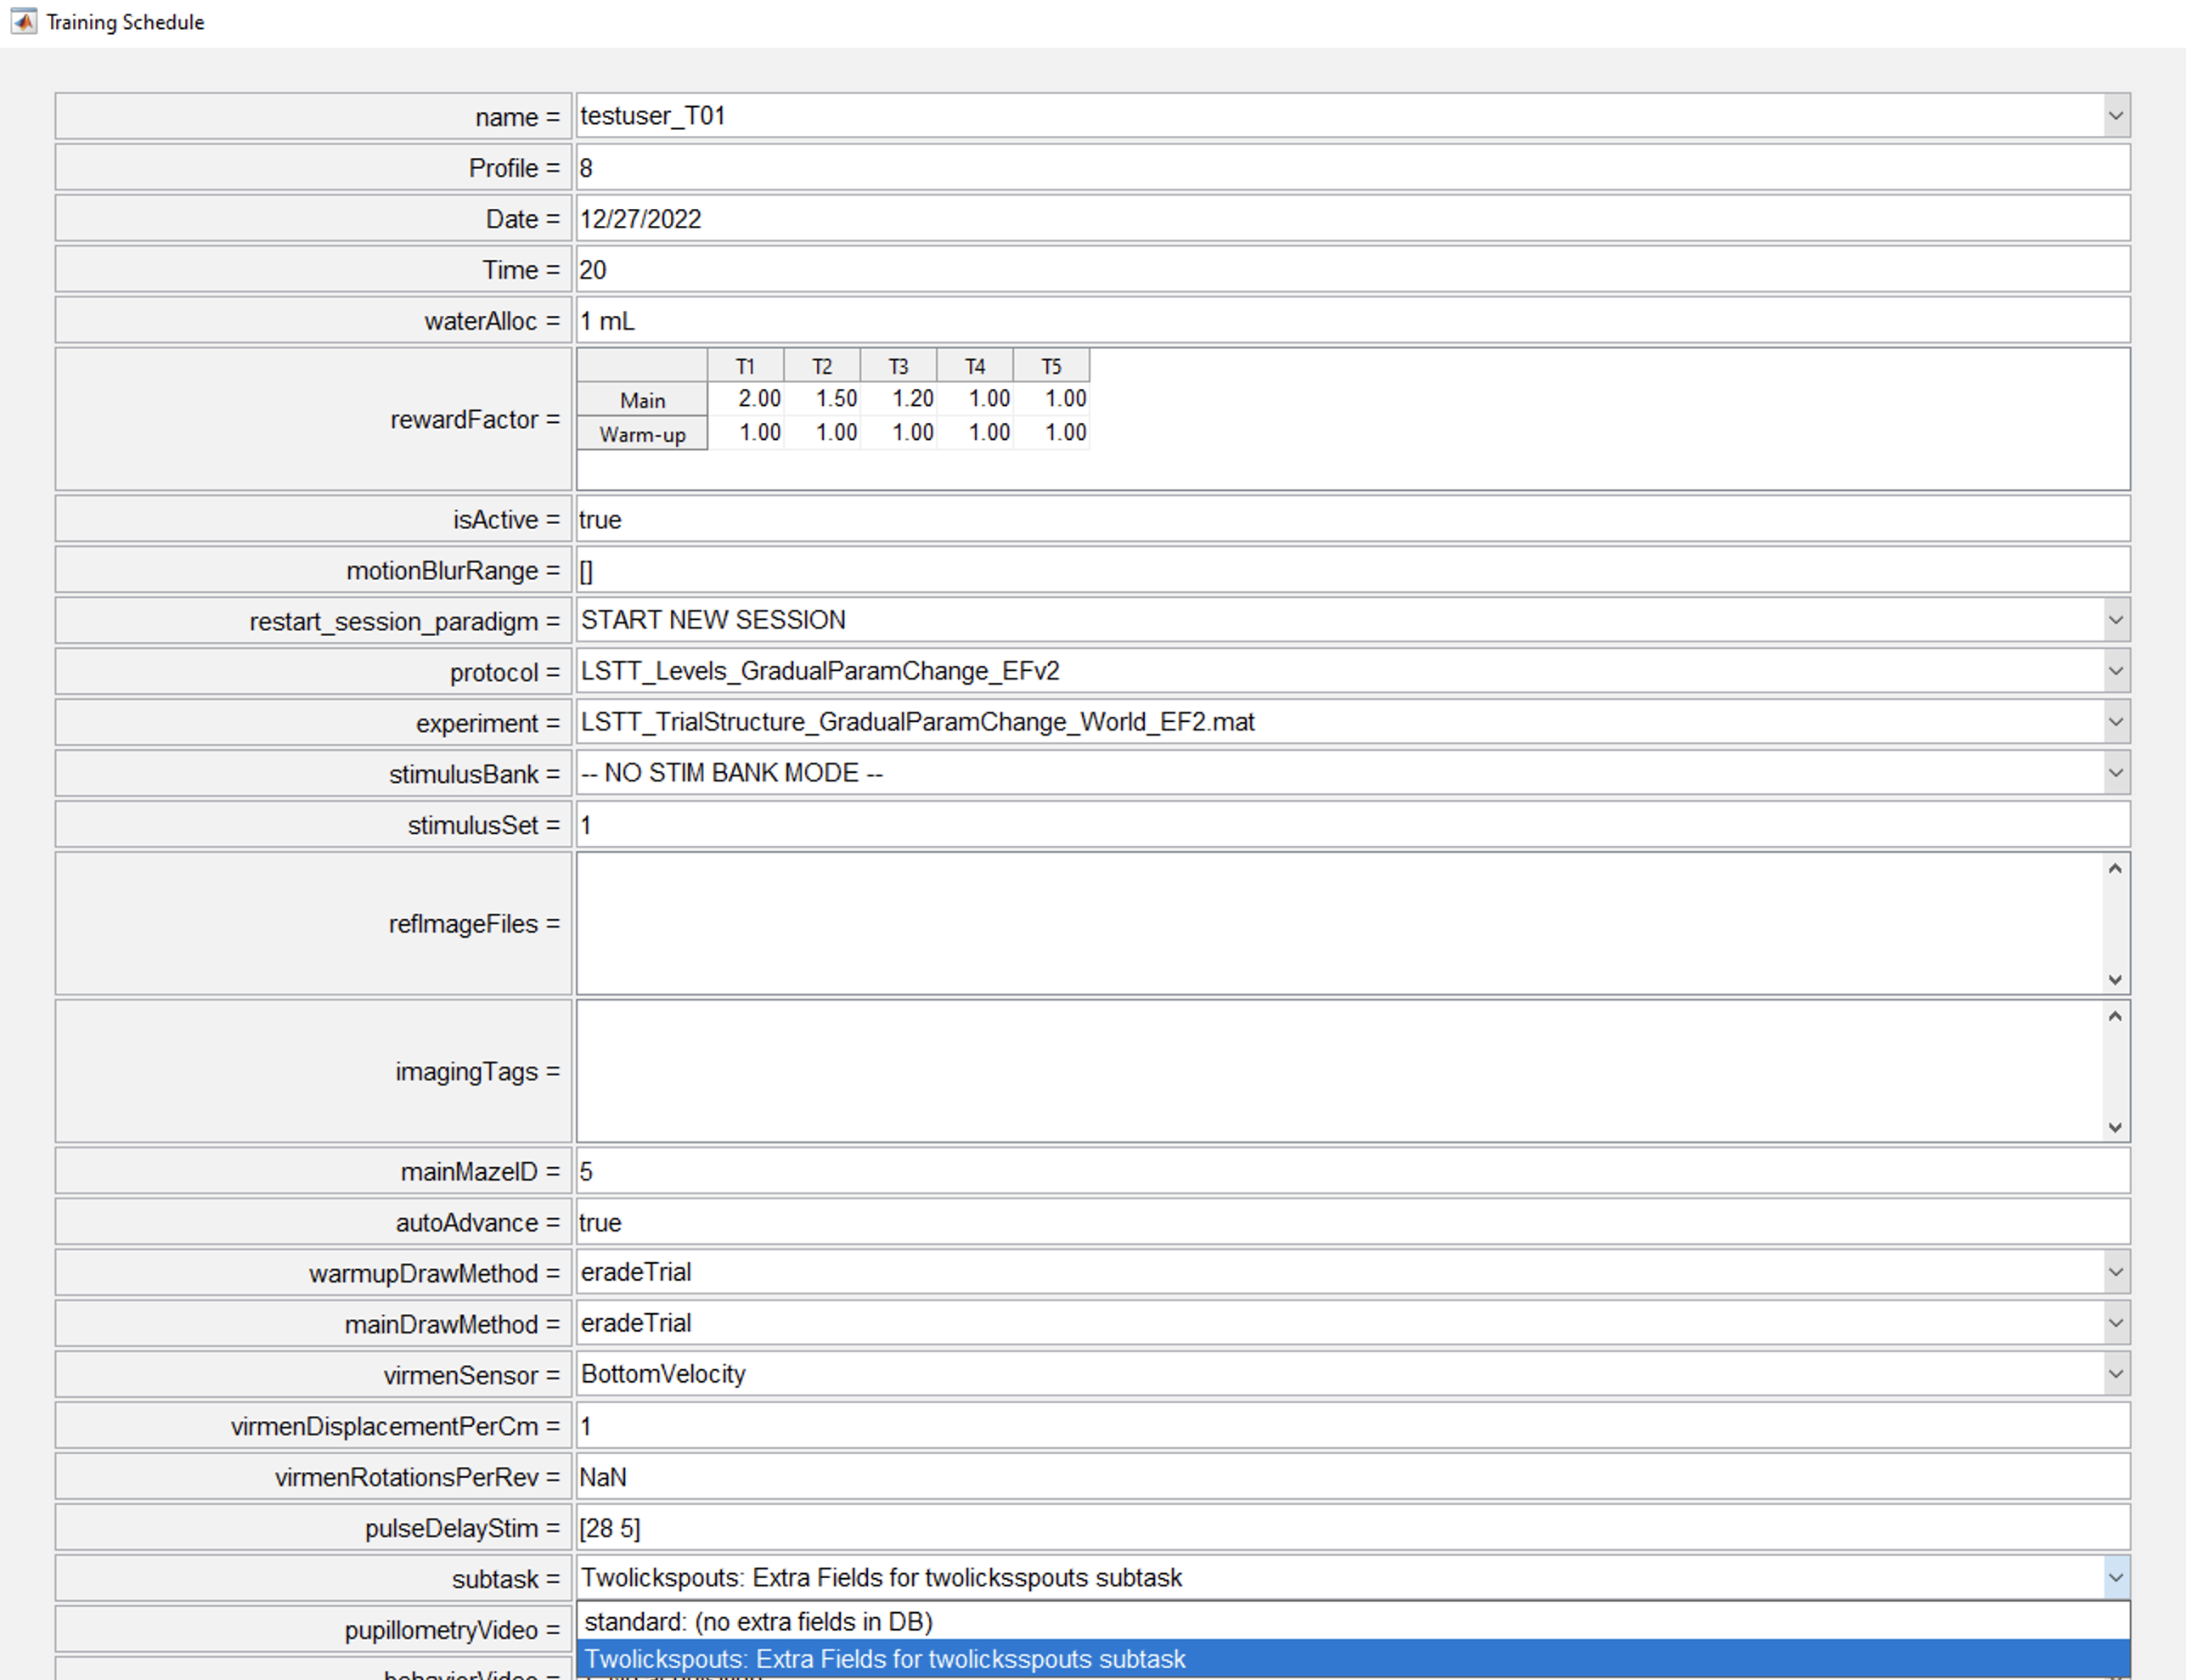 Training Schedule
name = testuser_T01
Profile = 8
Date = 12/27/2022
Time = 20
waterAlloc = 1 mL
rewardFactor =
T1 T2 T3 T4 T5
Main 2.00 1.50 1.20 1.00 1.00
Warm-up 1.00 1.00 1.00 1.00 1.00
isActive = true
motionBlurRange = []
restart_session_paradigm = START NEW SESSION
protocol = LSTT_Levels_GradualParamChange_EFv2
experiment = LSTT_TrialStructure_GradualParamChange_World_EF2.mat
stimulusBank = -- NO STIM BANK MODE --
stimulusSet = 1
refImageFiles =
imagingTags =
mainMazeID = 5
autoAdvance = true
warmupDrawMethod = eradeTrial
mainDrawMethod = eradeTrial
virmenSensor = BottomVelocity
virmenDisplacementPerCm = 1
virmenRotationsPerRev = NaN
pulseDelayStim = [28 5]
subtask = Twolickspouts: Extra Fields for twolicksspouts subtask
pupillometryVideo = standard: (no extra fields in DB)
Twolickspouts: Extra Fields for twolicksspouts subtask
behaviorVideo =